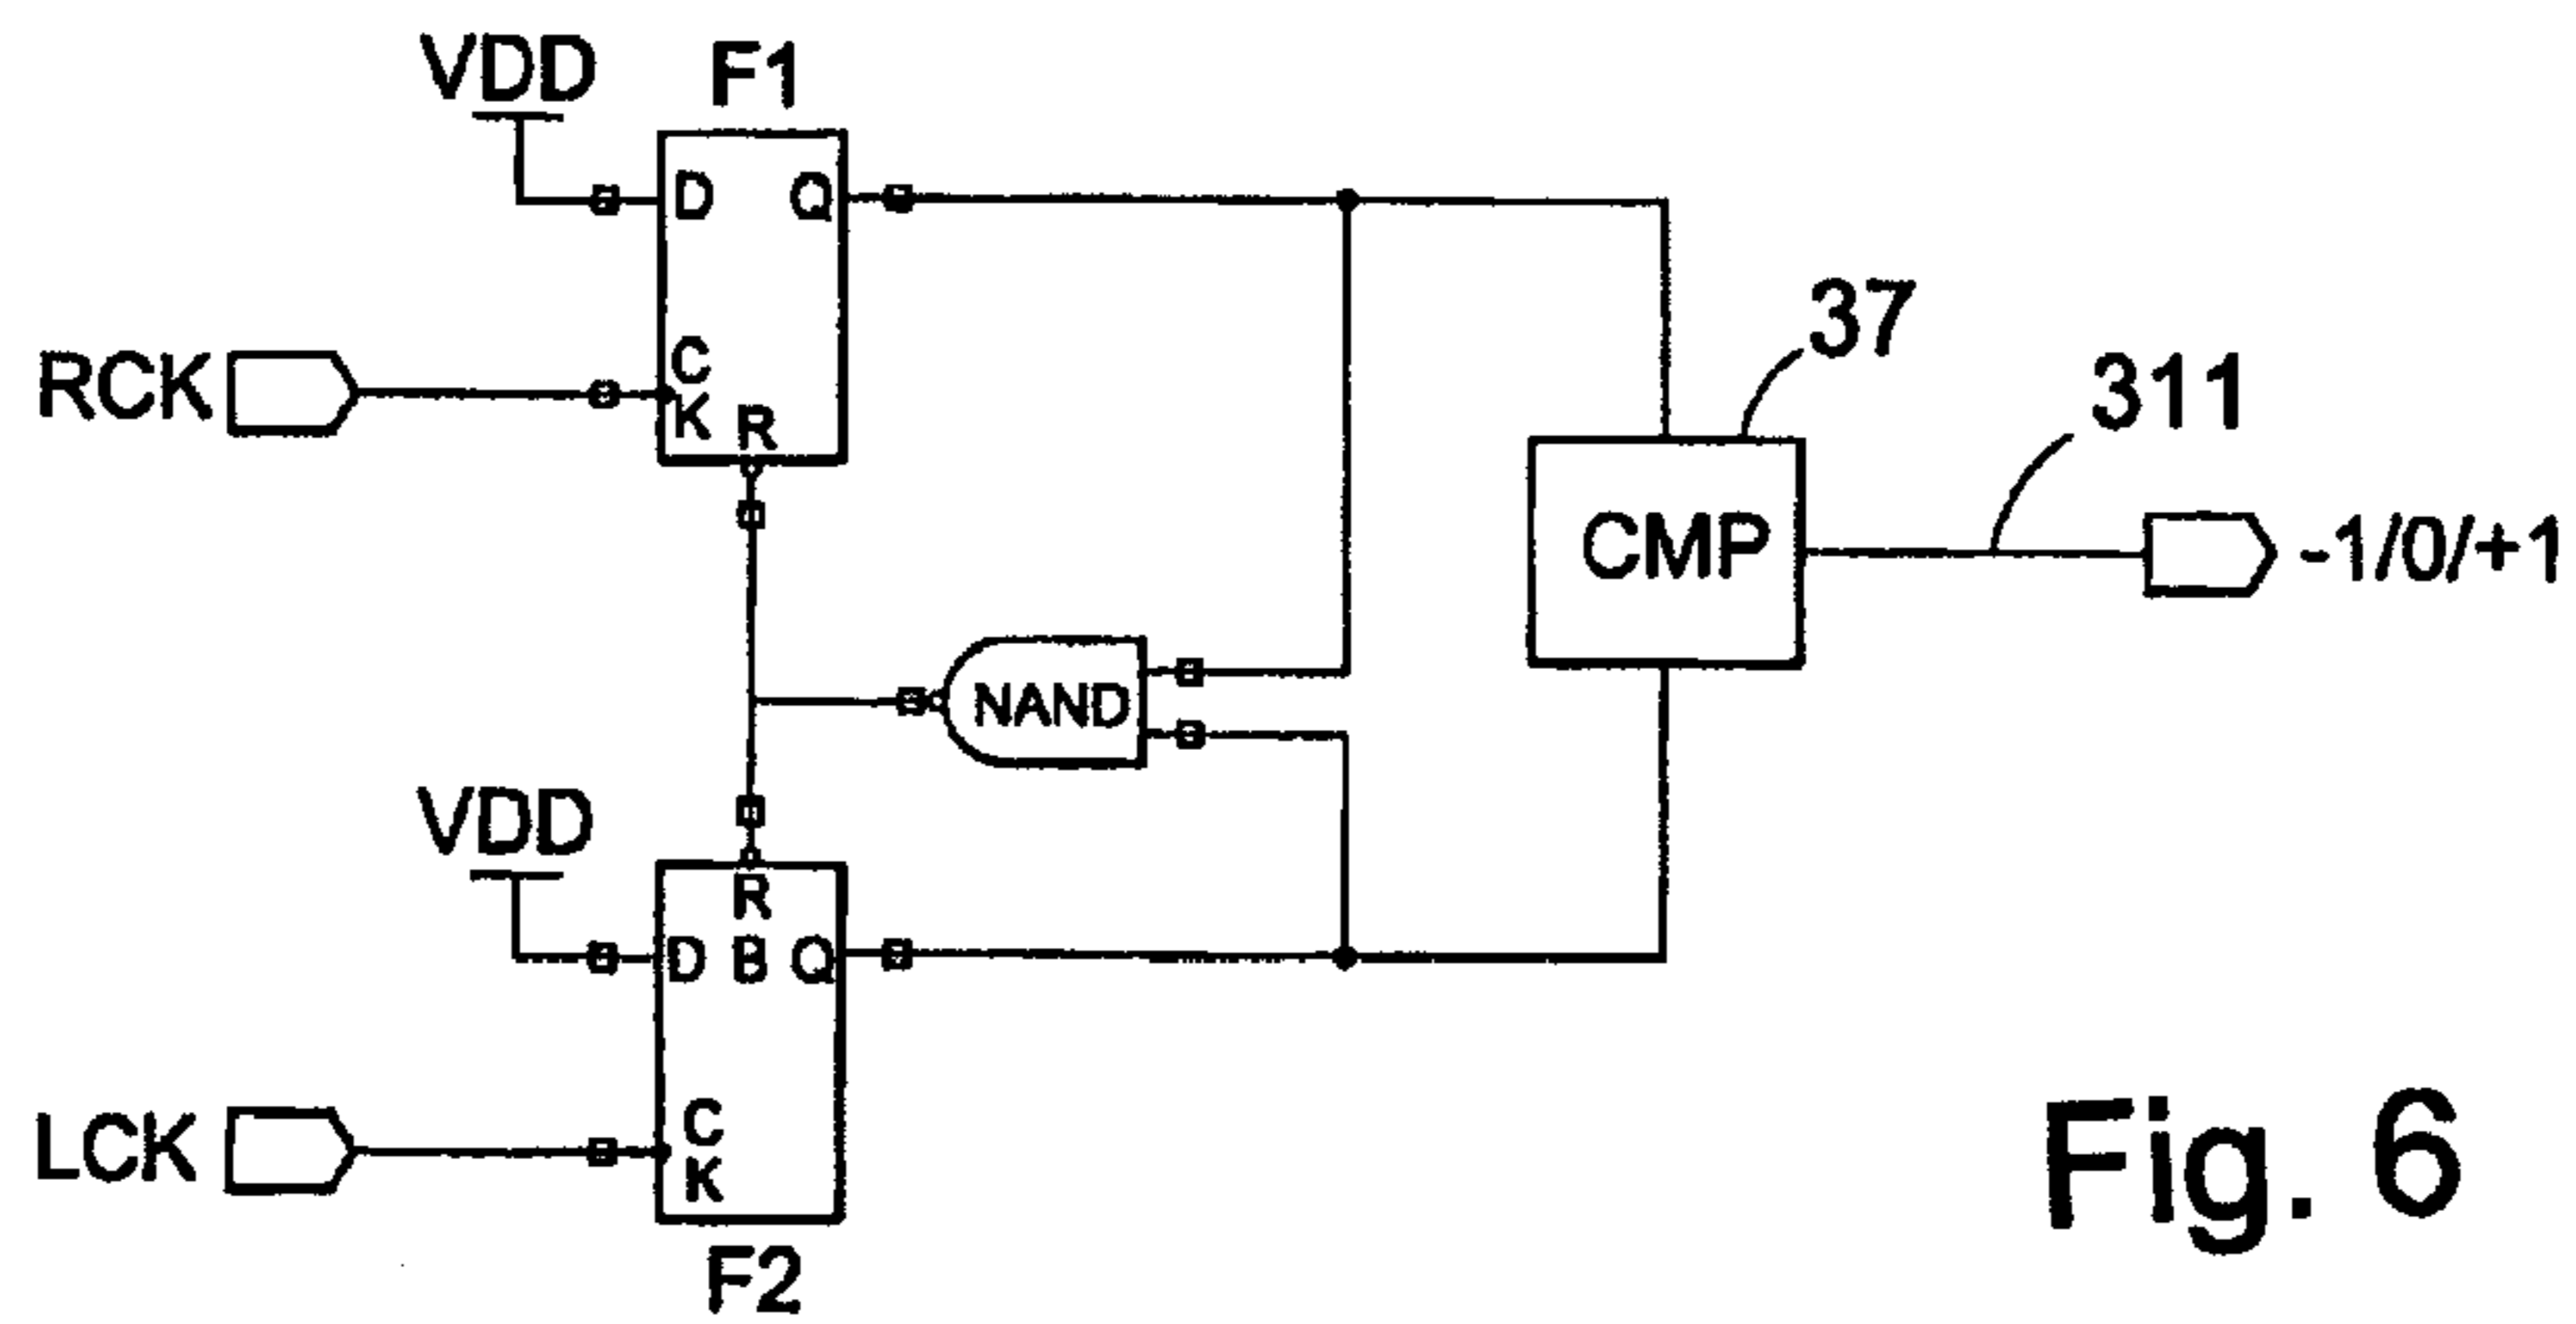 VDD
F1
D
Q
C
K
R
RCK
37
311
CMP
-1/0/+1
NAND
VDD
R
D
B
Q
C
K
LCK
F2
Fig. 6